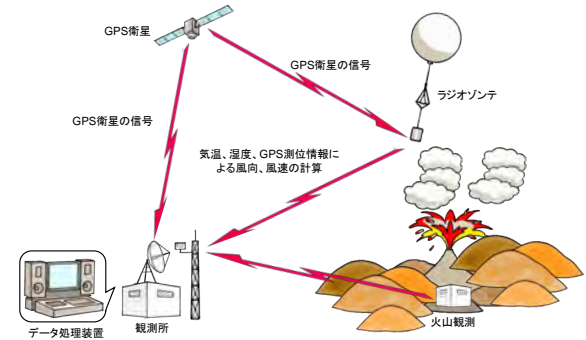 GPS衛星
GPS衛星の信号
ラジオゾンテ
GPS衛星の信号
気温、湿度、GPS測位情報に
よる風向、風速の計算
データ処理装置
観測所
火山観測